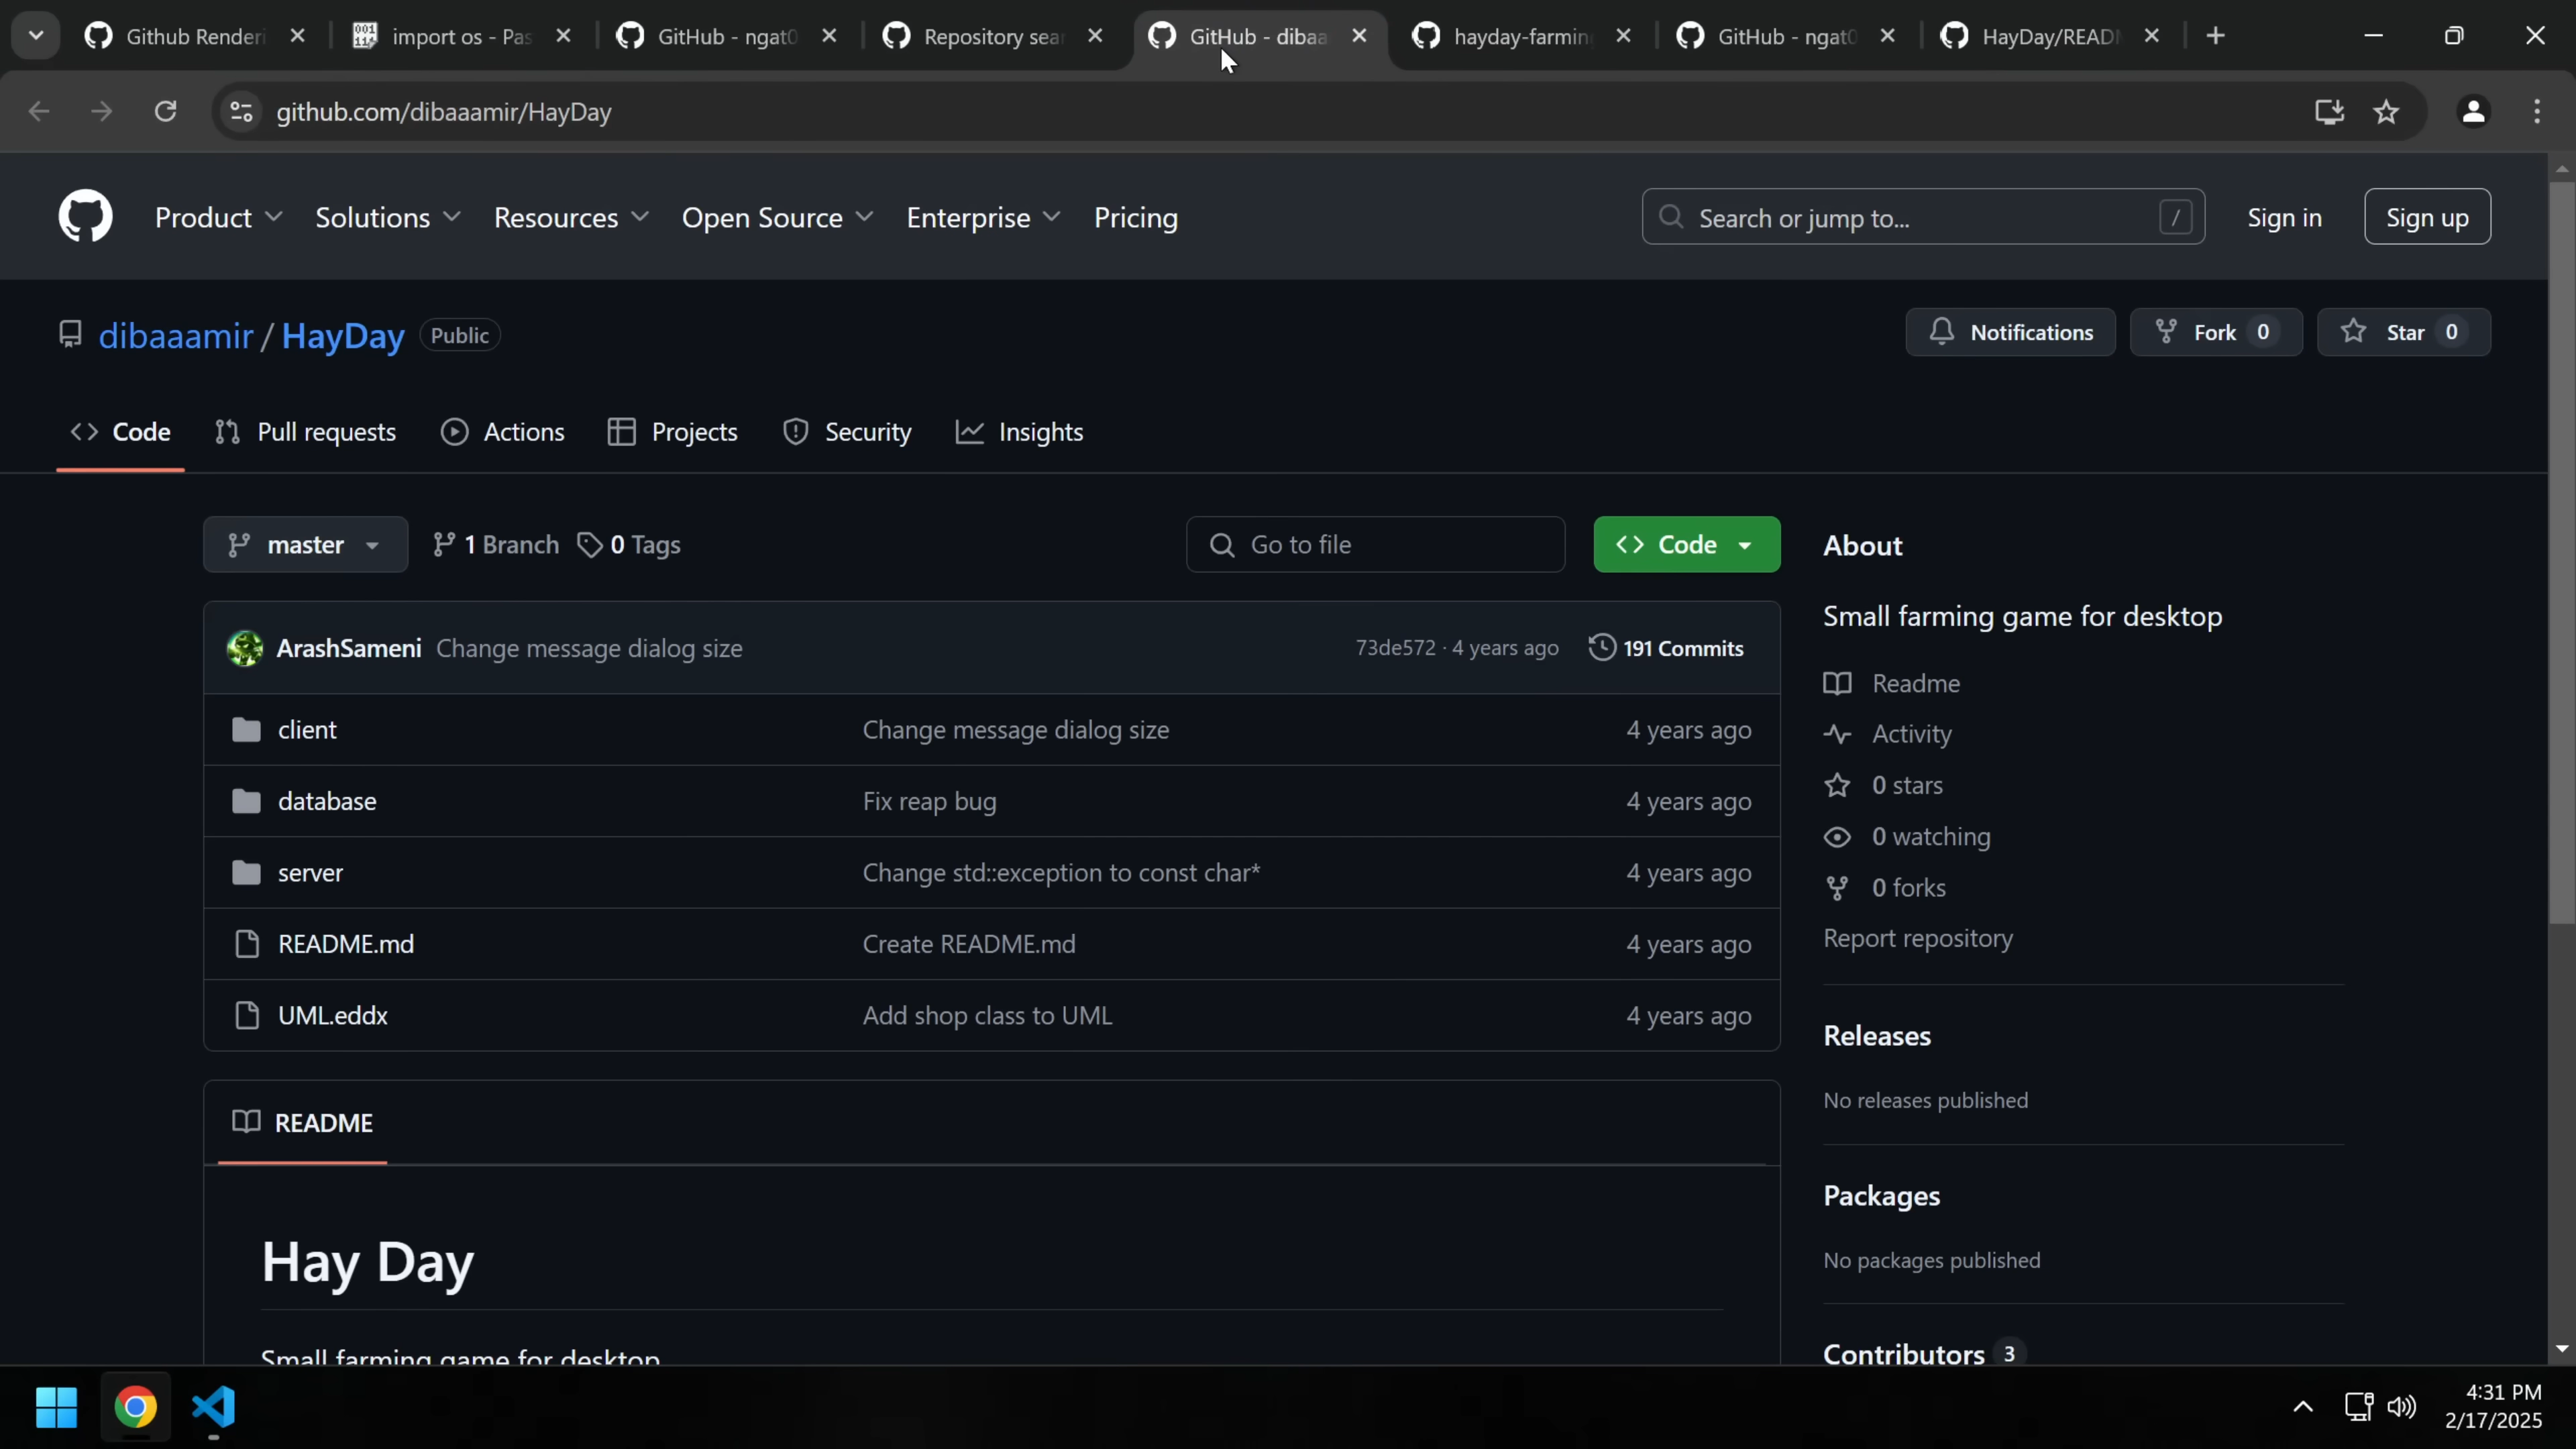 Github Renderi
import os - Pas
GitHub - ngat0
Repository sear
GitHub - dibaa
hayday-farming
GitHub - ngat0
HayDay/READ
github.com/dibaaamir/HayDay
Product
Solutions
Resources
Open Source
Enterprise
Pricing
Search or jump to...
/
Sign in
Sign up
dibaaamir / HayDay
Public
Notifications
Fork 0
Star 0
Code
Pull requests
Actions
Projects
Security
Insights
master
1 Branch
0 Tags
Go to file
Code
About
ArashSameni Change message dialog size 73de572 · 4 years ago 191 Commits
Small farming game for desktop
client Change message dialog size 4 years ago
database Fix reap bug 4 years ago
server Change std::exception to const char* 4 years ago
README.md Create README.md 4 years ago
UML.eddx Add shop class to UML 4 years ago
Readme
Activity
0 stars
0 watching
0 forks
Report repository
Releases
No releases published
Packages
No packages published
Contributors 3
README
Hay Day
Small farming game for desktop
4:31 PM
2/17/2025